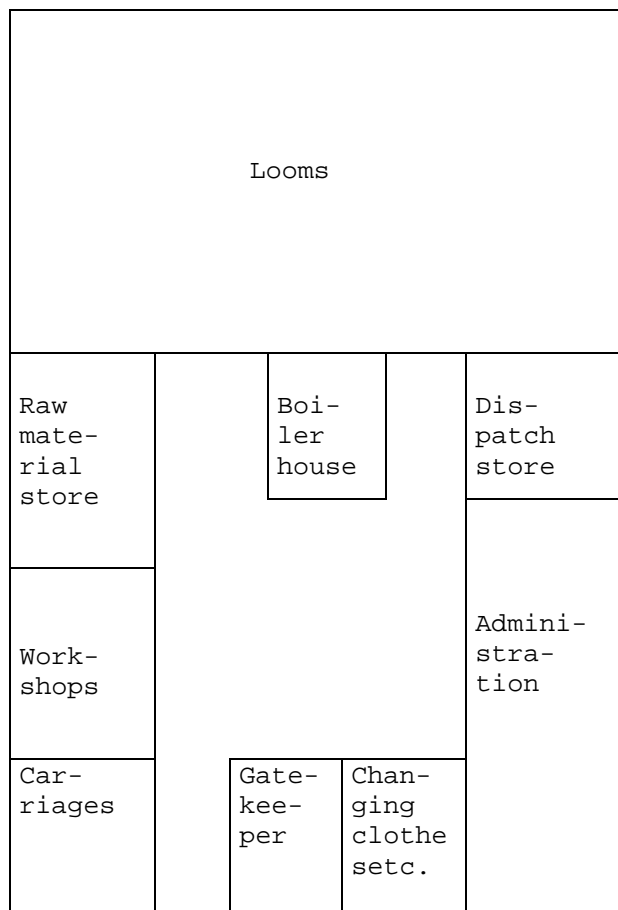 Looms
Raw
mate-
rial
store
Boi-
ler
house
Dis-
patch
store
Work-
shops
Admini-
stra-
tion
Car-
riages
Gate-
kee-
per
Chan-
ging
clothe
setc.